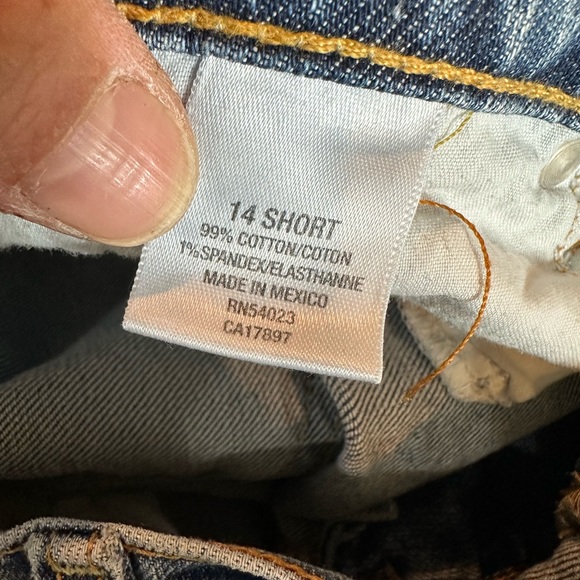 14 SHORT
99% COTTON/COTON
1%SPANDEX/ELASTHANNE
MADE IN MEXICO
RN54023
CA17897